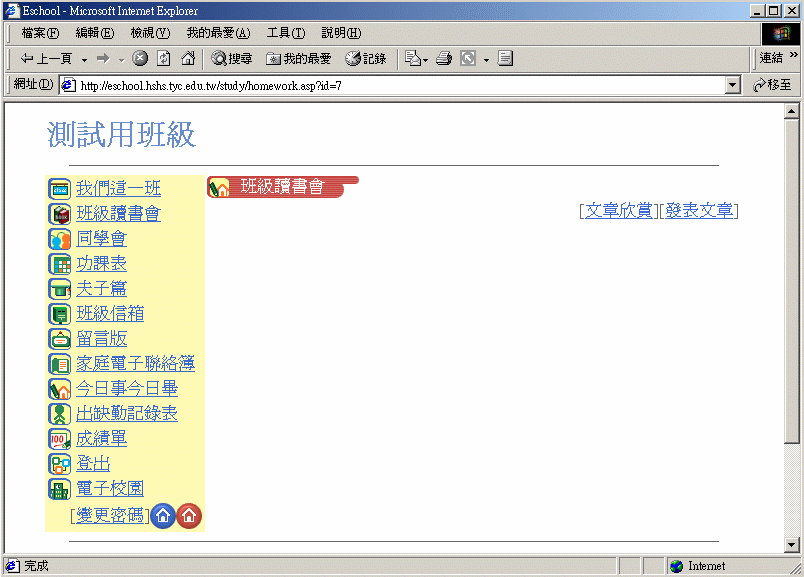 Eschool - Microsoft Internet Explorer
檔案(F) 編輯(E) 檢視(V) 我的最愛(A) 工具(T) 說明(H)
上一頁 搜尋 我的最愛 記錄 連結 »
網址(D) http://eschool.hshs.tyc.edu.tw/study/homework.asp?id=7 移至
測試用班級
班級讀書會
[文章欣賞][發表文章]
我們這一班
班級讀書會
同學會
功課表
夫子篇
班級信箱
留言版
家庭電子聯絡簿
今日事今日畢
出缺勤記錄表
成績單
登出
電子校園
[變更密碼]
完成 Internet